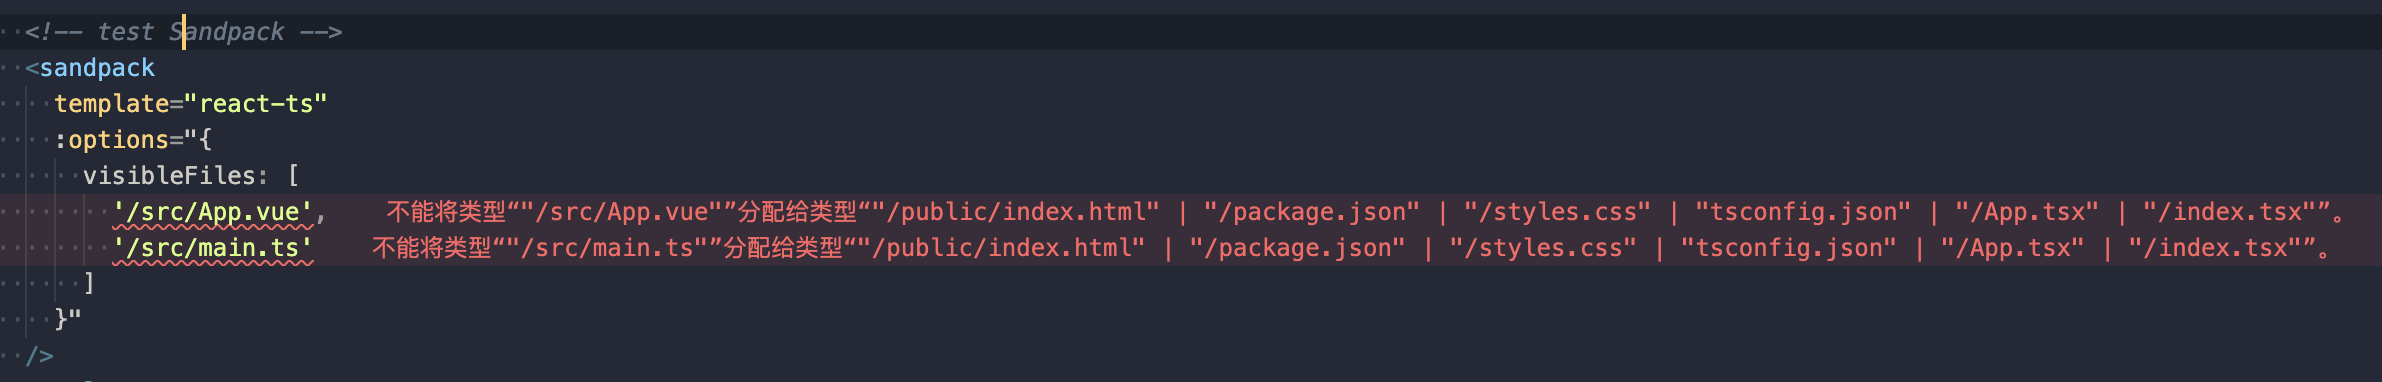 <!-- test Sandpack -->
<sandpack
template="react-ts"
:options="{
visibleFiles: [
'/src/App.vue', 不能将类型“"/src/App.vue"”分配给类型“"/public/index.html" | "/package.json" | "/styles.css" | "tsconfig.json" | "/App.tsx" | "/index.tsx"”。
'/src/main.ts' 不能将类型“"/src/main.ts"”分配给类型“"/public/index.html" | "/package.json" | "/styles.css" | "tsconfig.json" | "/App.tsx" | "/index.tsx"”。
]
}"
/>